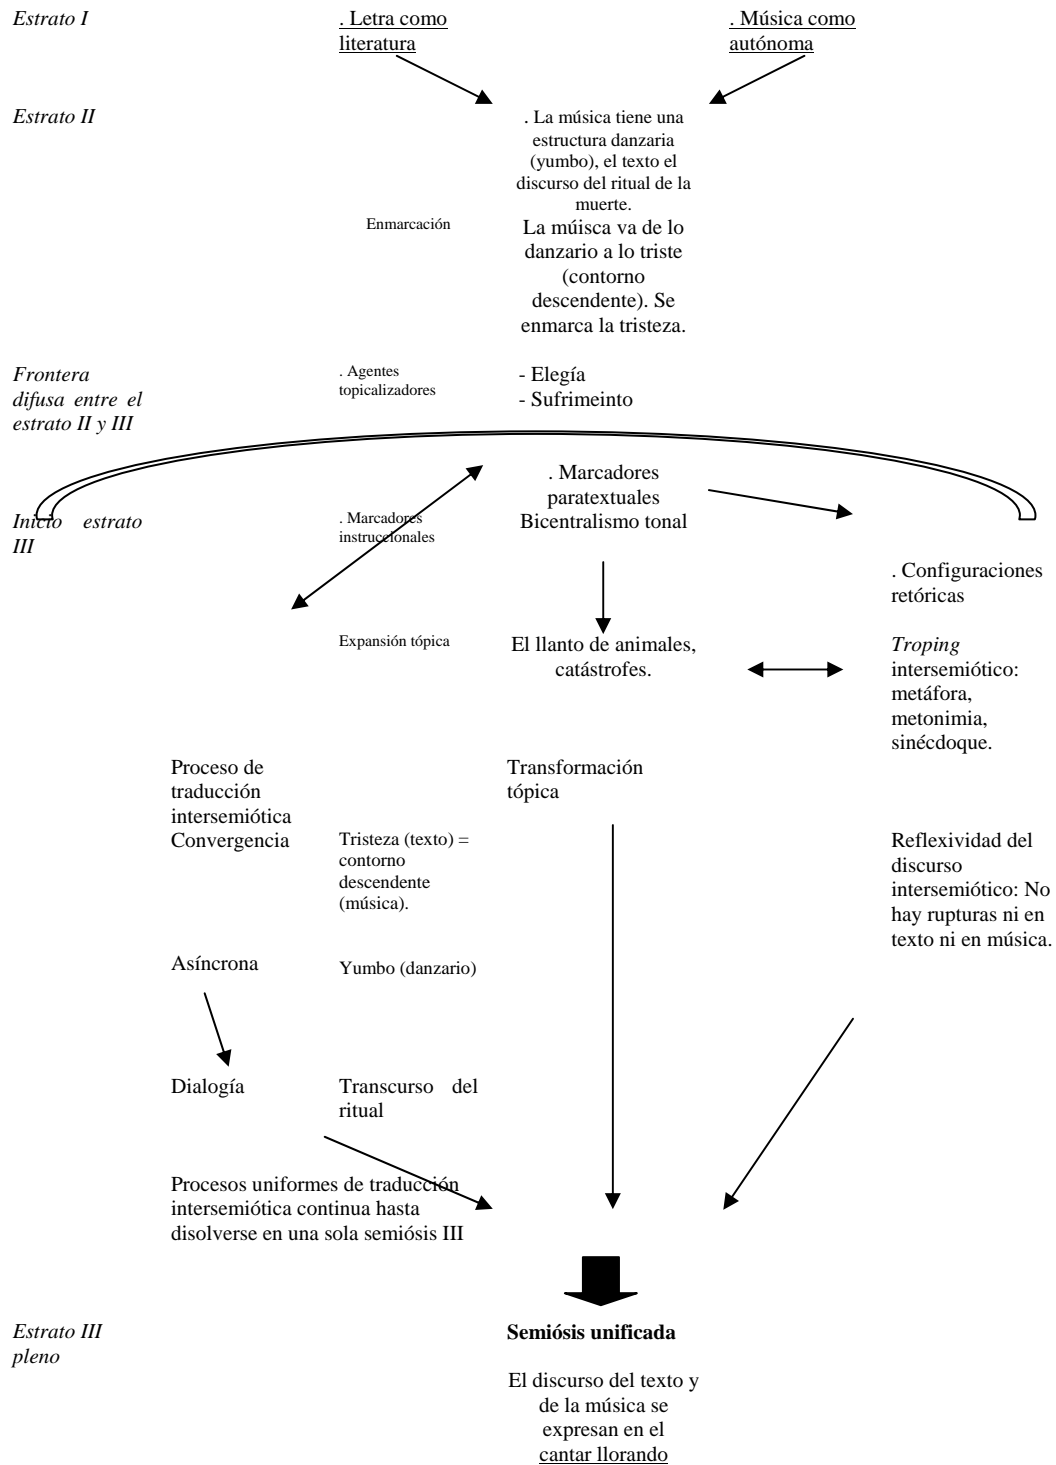 Estrato I
. Letra como
literatura
. Música como
autónoma
Estrato II
. La música tiene una
estructura danzaria
(yumbo), el texto el
discurso del ritual de la
muerte.
Enmarcación
La múisca va de lo
danzario a lo triste
(contorno
descendente). Se
enmarca la tristeza.
Frontera
difusa entre el
estrato II y III
. Agentes
topicalizadores
- Elegía
- Sufrimeinto
. Marcadores
paratextuales
Bicentralismo tonal
Inicio estrato
III
. Marcadores
instruccionales
. Configuraciones
retóricas
Expansión tópica
El llanto de animales,
catástrofes.
Troping
intersemiótico:
metáfora,
metonimia,
sinécdoque.
Proceso de
traducción
intersemiótica
Convergencia
Transformación
tópica
Tristeza (texto) =
contorno
descendente
(música).
Reflexividad del
discurso
intersemiótico: No
hay rupturas ni en
texto ni en música.
Asíncrona
Yumbo (danzario)
Dialogía
Transcurso del
ritual
Procesos uniformes de traducción
intersemiótica continua hasta
disolverse en una sola semiósis III
Estrato III
pleno
Semiósis unificada
El discurso del texto y
de la música se
expresan en el
cantar llorando